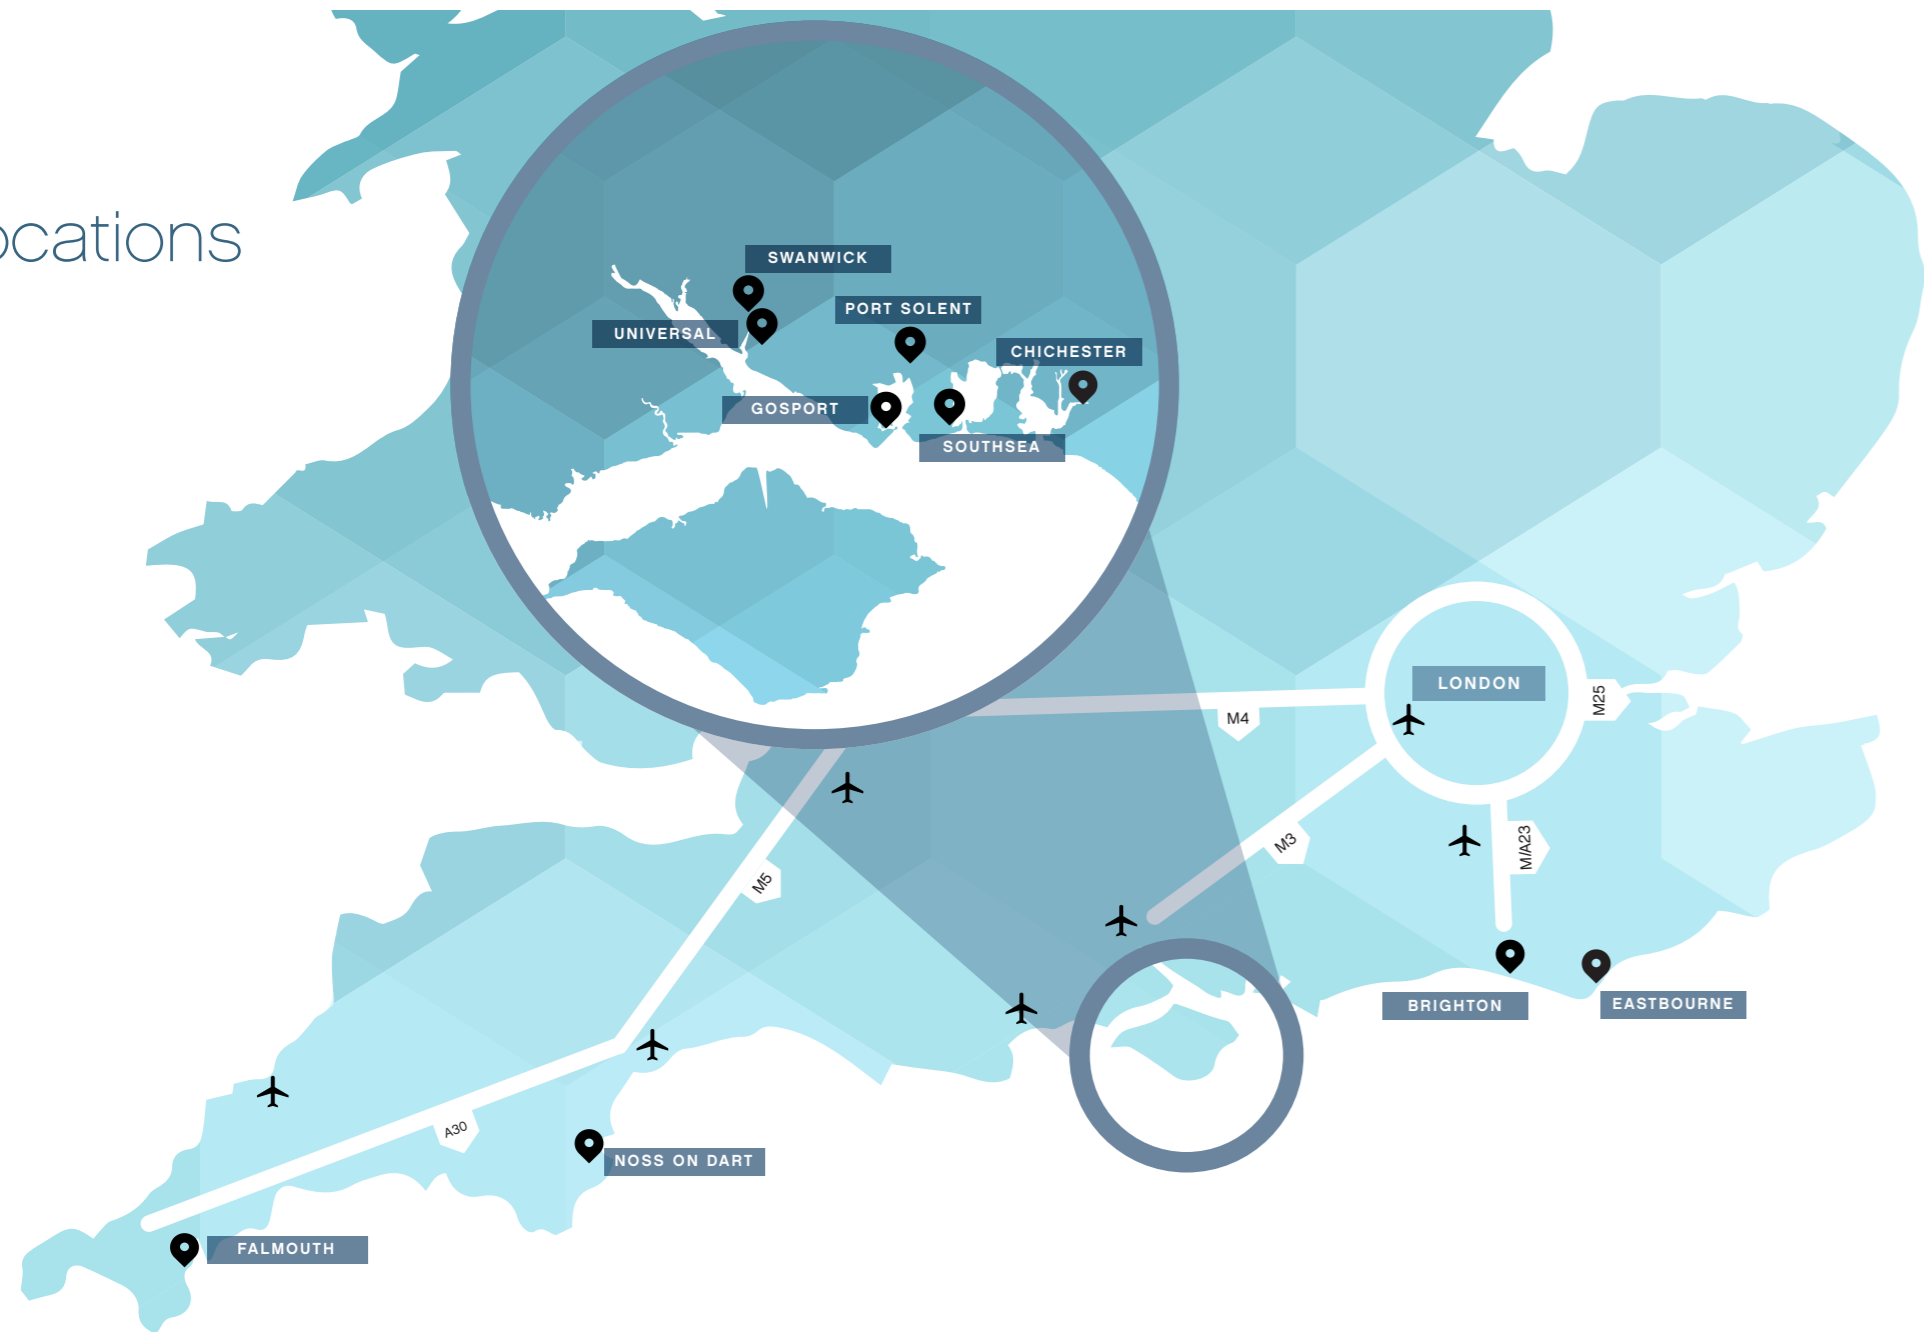 ocations
SWANWICK
PORT SOLENT
UNIVERSAL
CHICHESTER
GOSPORT
SOUTHSEA
LONDON
M25
M4
M3
M/A23
M5
BRIGHTON
EASTBOURNE
A30
NOSS ON DART
FALMOUTH